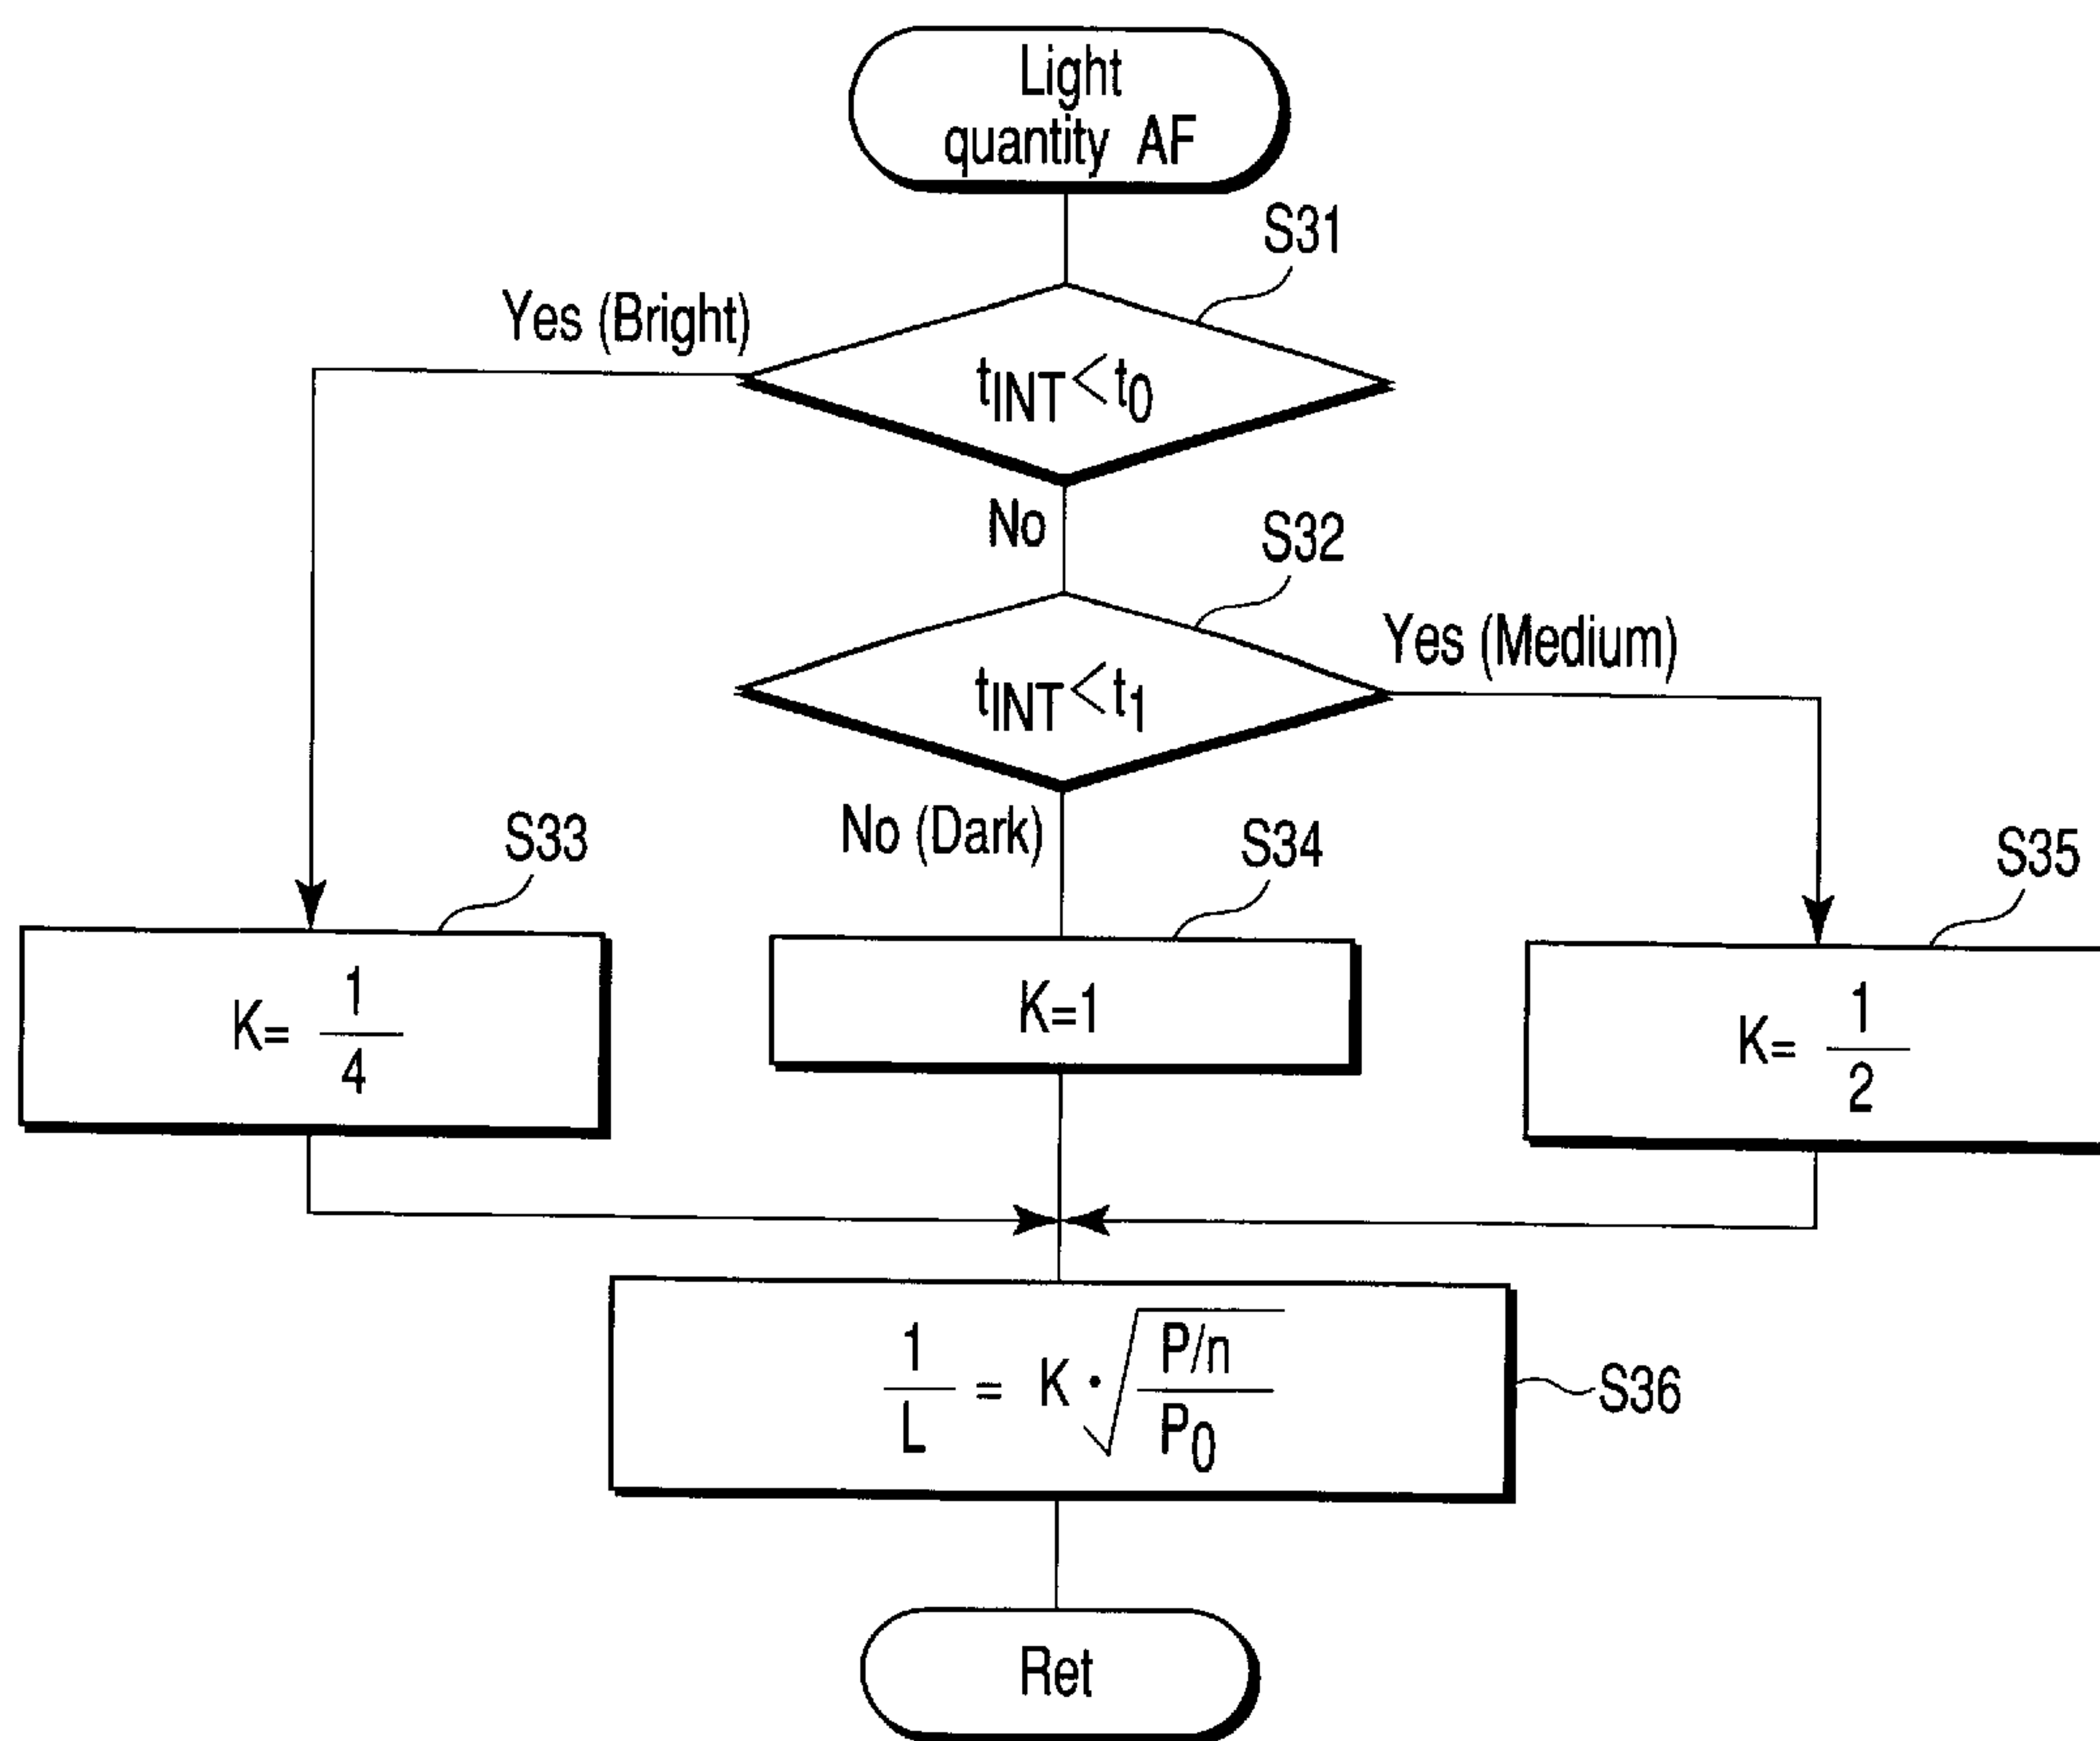 Light
quantity AF
S31
Yes (Bright)
tINT<t0
No
S32
Yes (Medium)
tINT<t1
No (Dark)
S33
S34
S35
K= 1/4
K=1
K= 1/2
1/L = K・√((P/n)/P0)
S36
Ret